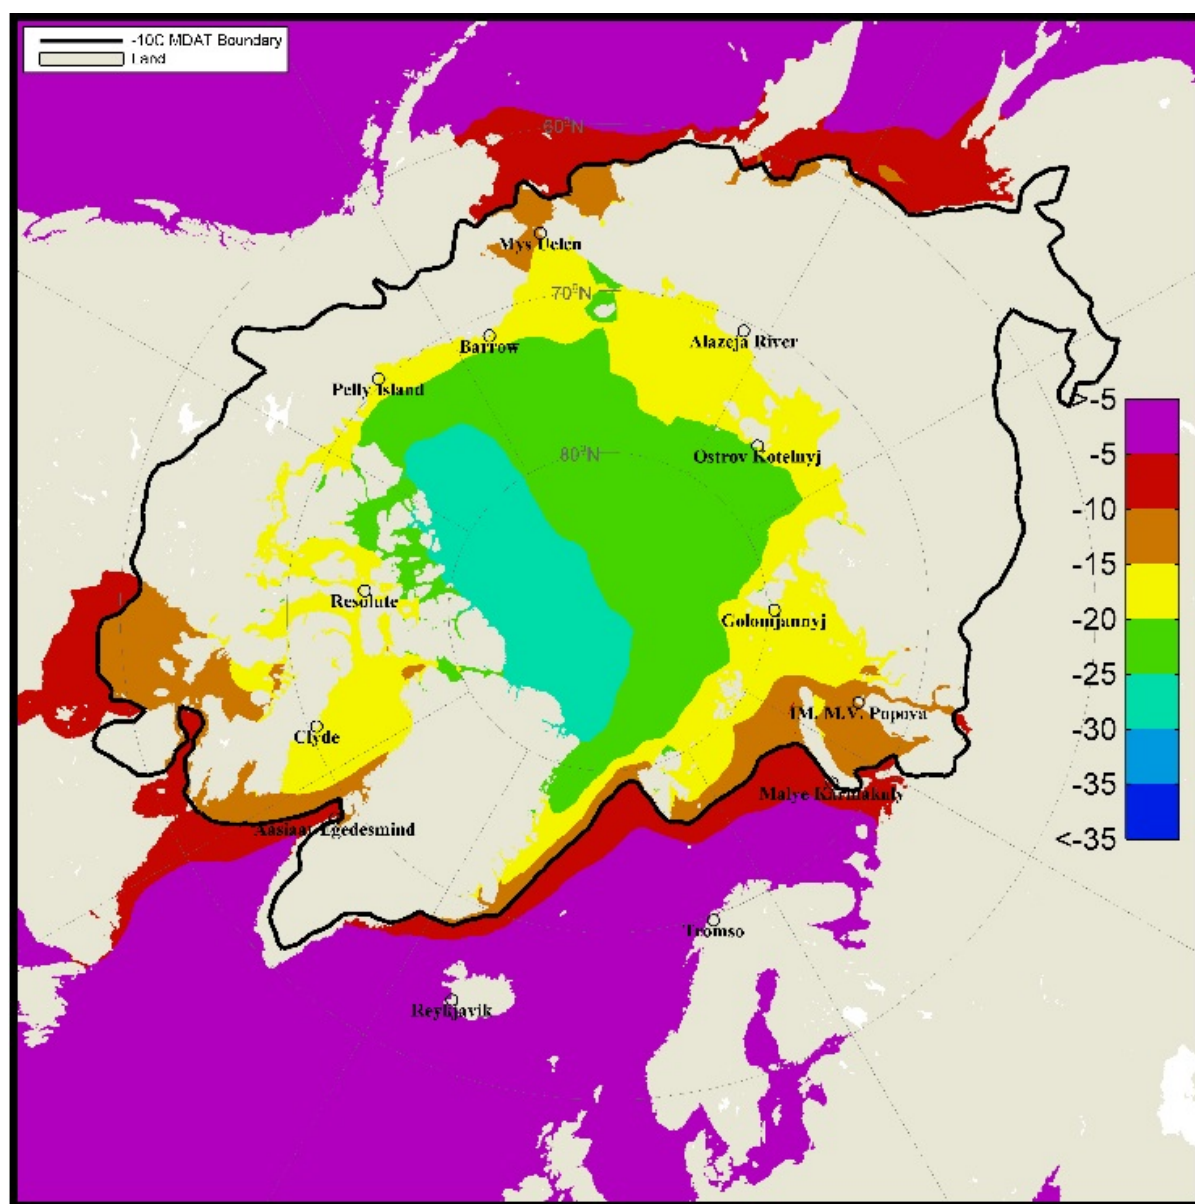 -10C MDAT Boundary
Land
60°N
Mys Uelen
70°N
Barrow
Alazeja River
Pelly Island
80°N
Ostrov Kotelnyj
>-5
-5
-10
-15
-20
-25
-30
-35
<-35
Resolute
Golomjannyj
IM. M.V. Popova
Clyde
Malye Karmakuly
Aasiaat Egedesmind
Tromso
Reykjavik